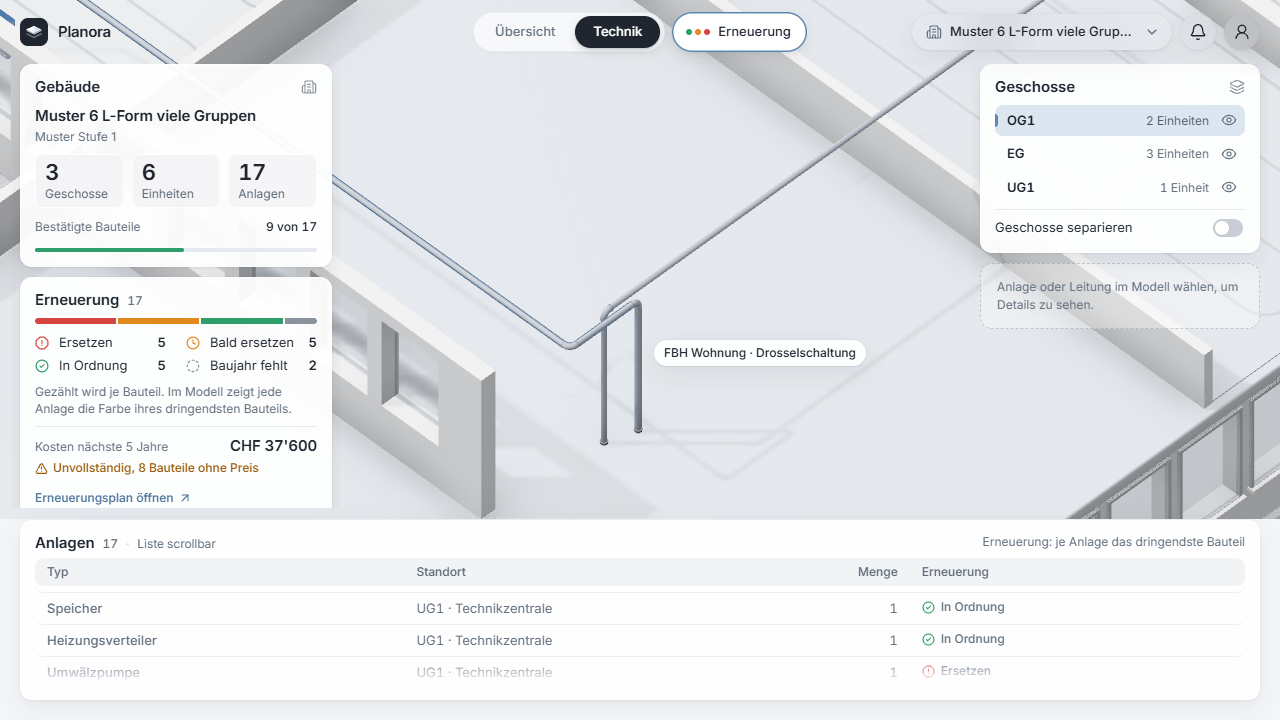 Planora
Übersicht
Technik
Erneuerung
Muster 6 L-Form viele Grup...
Gebäude
Muster 6 L-Form viele Gruppen
Muster Stufe 1
3
Geschosse
6
Einheiten
17
Anlagen
Bestätigte Bauteile
9 von 17
Erneuerung 17
Ersetzen 5
Bald ersetzen 5
In Ordnung 5
Baujahr fehlt 2
Gezählt wird je Bauteil. Im Modell zeigt jede
Anlage die Farbe ihres dringendsten Bauteils.
Kosten nächste 5 Jahre CHF 37'600
Unvollständig, 8 Bauteile ohne Preis
Erneuerungsplan öffnen
FBH Wohnung · Drosselschaltung
Geschosse
OG1 2 Einheiten
EG 3 Einheiten
UG1 1 Einheit
Geschosse separieren
Anlage oder Leitung im Modell wählen, um
Details zu sehen.
Anlagen 17 · Liste scrollbar
Erneuerung: je Anlage das dringendste Bauteil
Typ Standort Menge Erneuerung
Speicher UG1 · Technikzentrale 1 In Ordnung
Heizungsverteiler UG1 · Technikzentrale 1 In Ordnung
Umwälzpumpe UG1 · Technikzentrale 1 Ersetzen